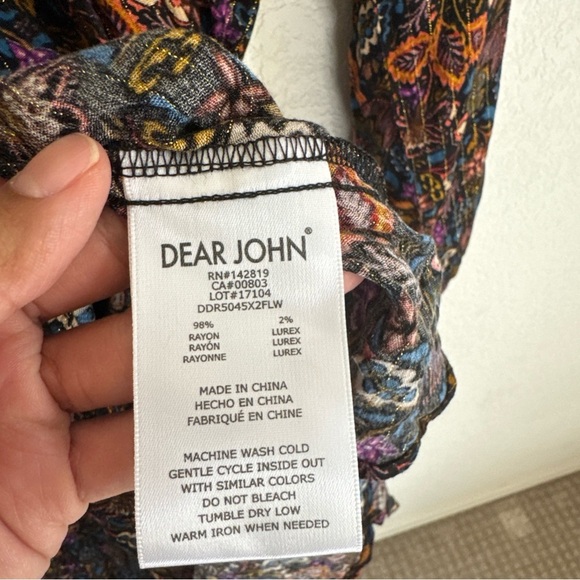 DEAR JOHN®
RN#142819
CA#00803
LOT#17104
DDR5045X2FLW
98% 2%
RAYON LUREX
RAYÓN LUREX
RAYONNE LUREX
MADE IN CHINA
HECHO EN CHINA
FABRIQUÉ EN CHINE
MACHINE WASH COLD
GENTLE CYCLE INSIDE OUT
WITH SIMILAR COLORS
DO NOT BLEACH
TUMBLE DRY LOW
WARM IRON WHEN NEEDED